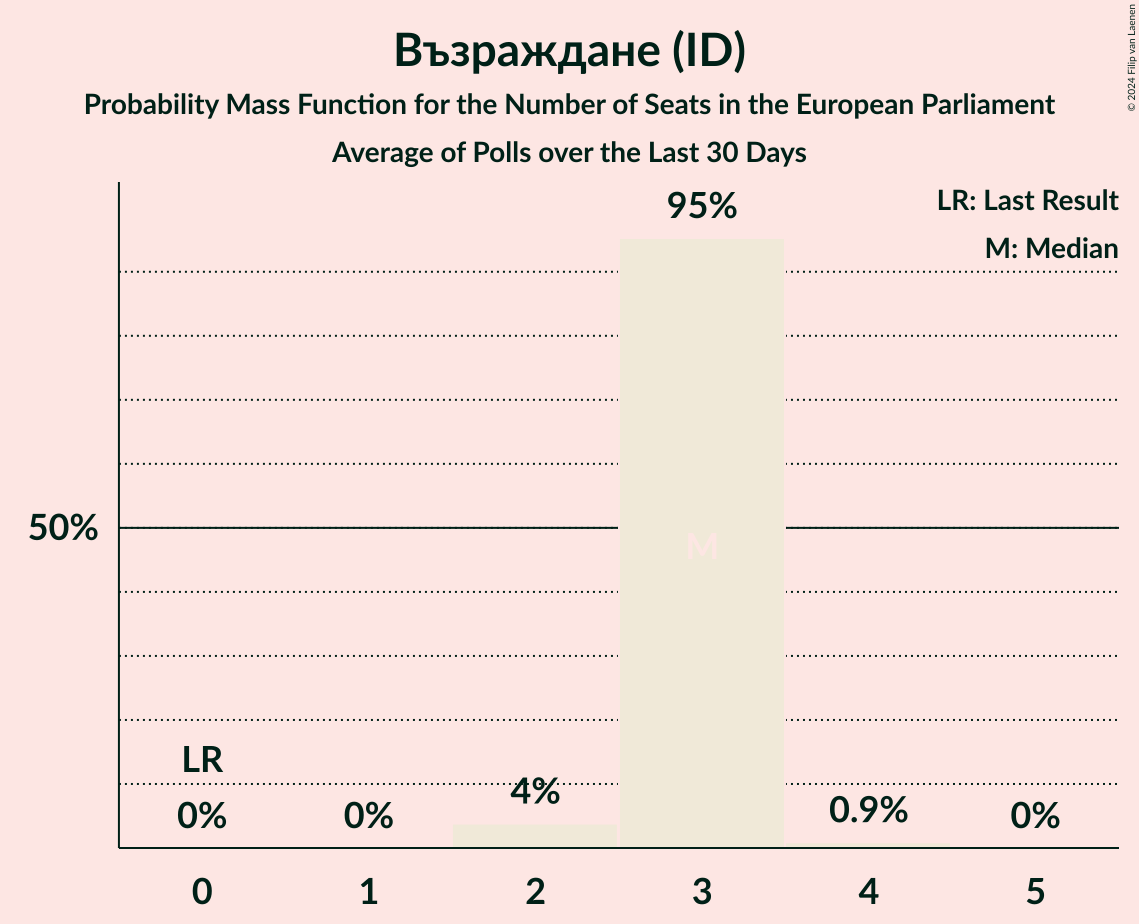 Възраждане (ID)
Probability Mass Function for the Number of Seats in the European Parliament
Average of Polls over the Last 30 Days
© 2024 Filip van Laenen
LR: Last Result
M: Median
95%
50%
M
LR
0%
0%
4%
0.9%
0%
0 1 2 3 4 5